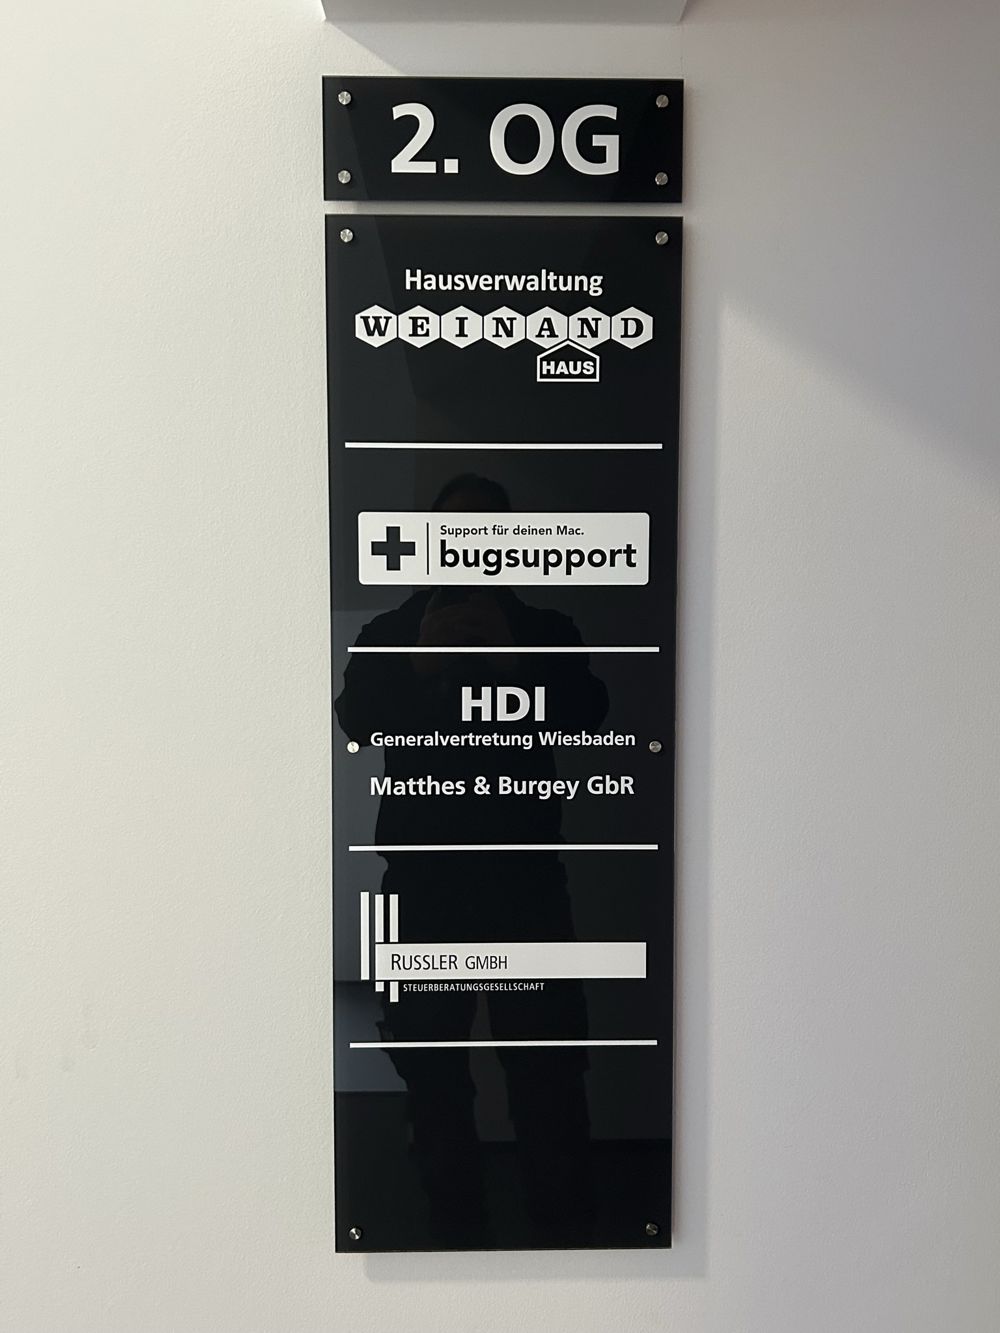 2. OG
Hausverwaltung
WEINAND
HAUS
Support für deinen Mac.
bugsupport
HDI
Generalvertretung Wiesbaden
Matthes & Burgey GbR
RUSSLER GMBH
STEUERBERATUNGSGESELLSCHAFT